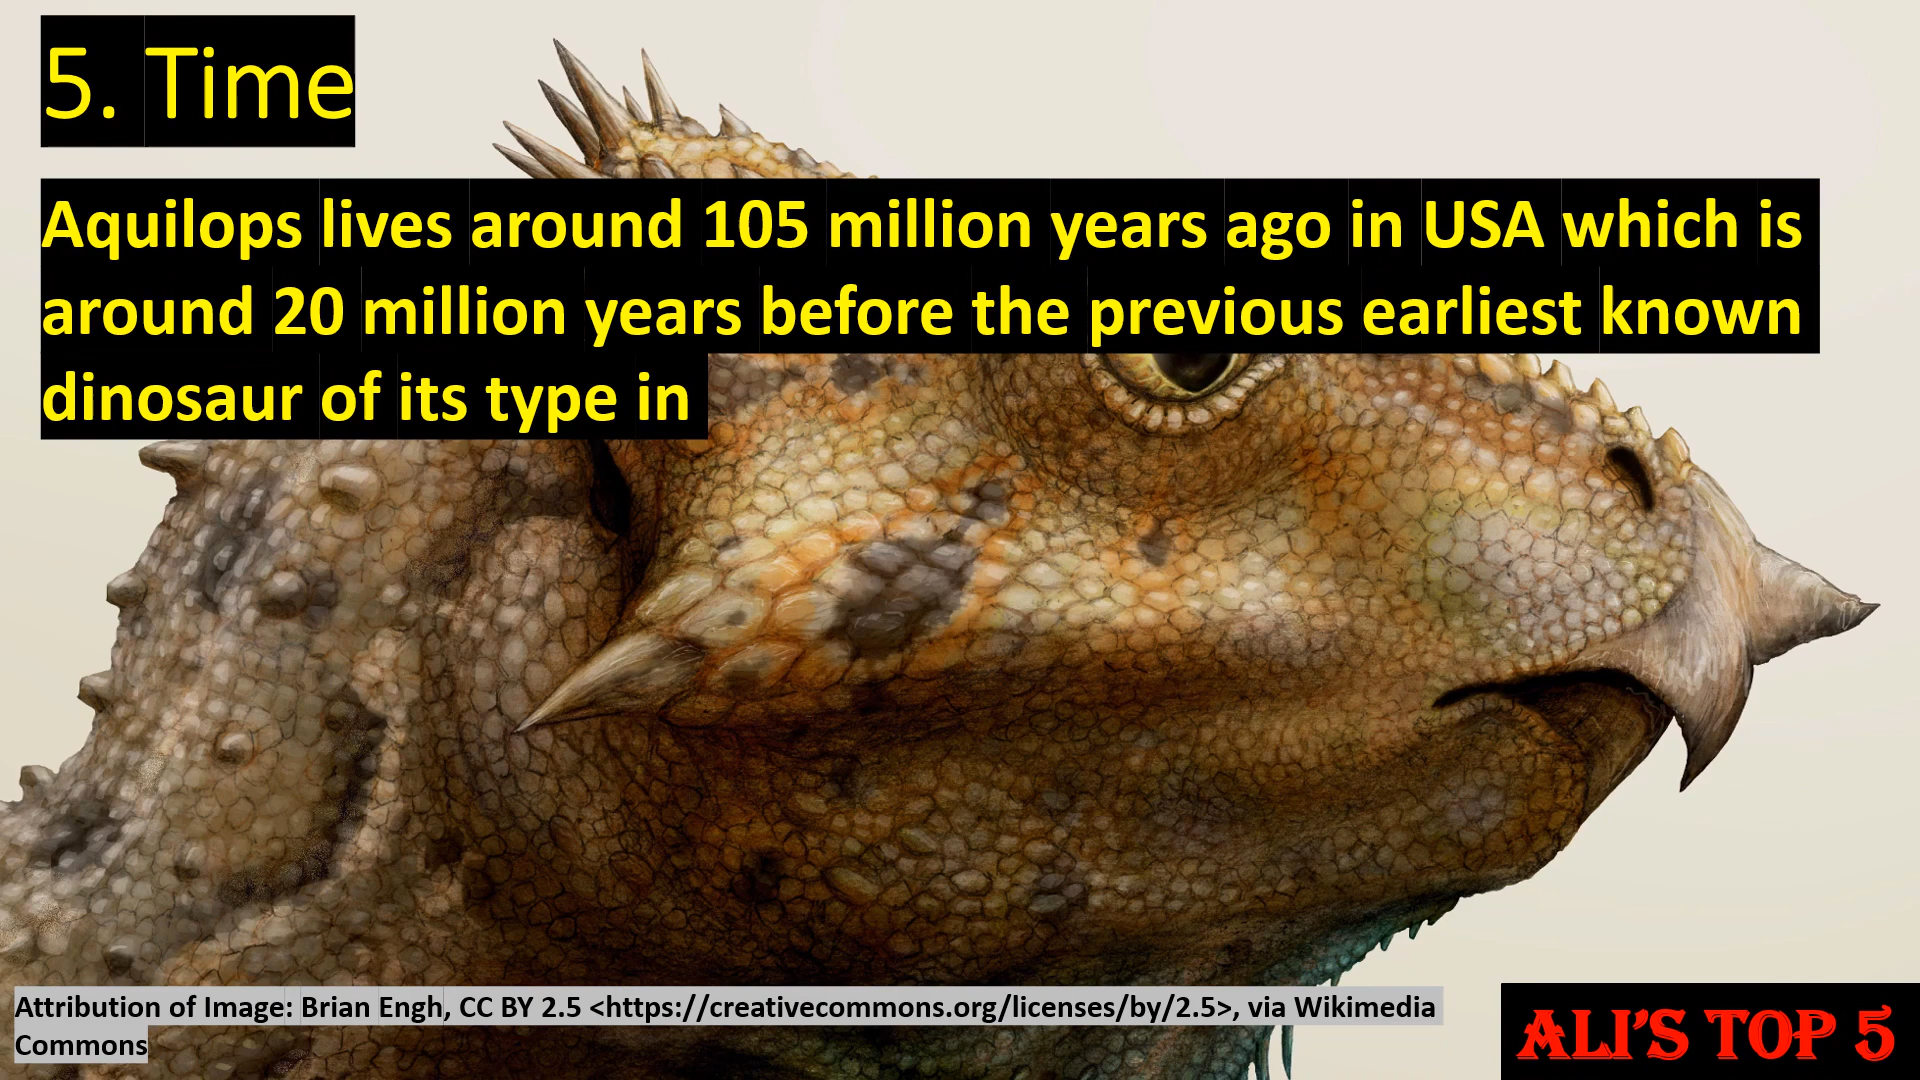 5. Time
Aquilops lives around 105 million years ago in USA which is
around 20 million years before the previous earliest known
dinosaur of its type in
Attribution of Image: Brian Engh, CC BY 2.5 <https://creativecommons.org/licenses/by/2.5>, via Wikimedia
Commons
ALI'S TOP 5